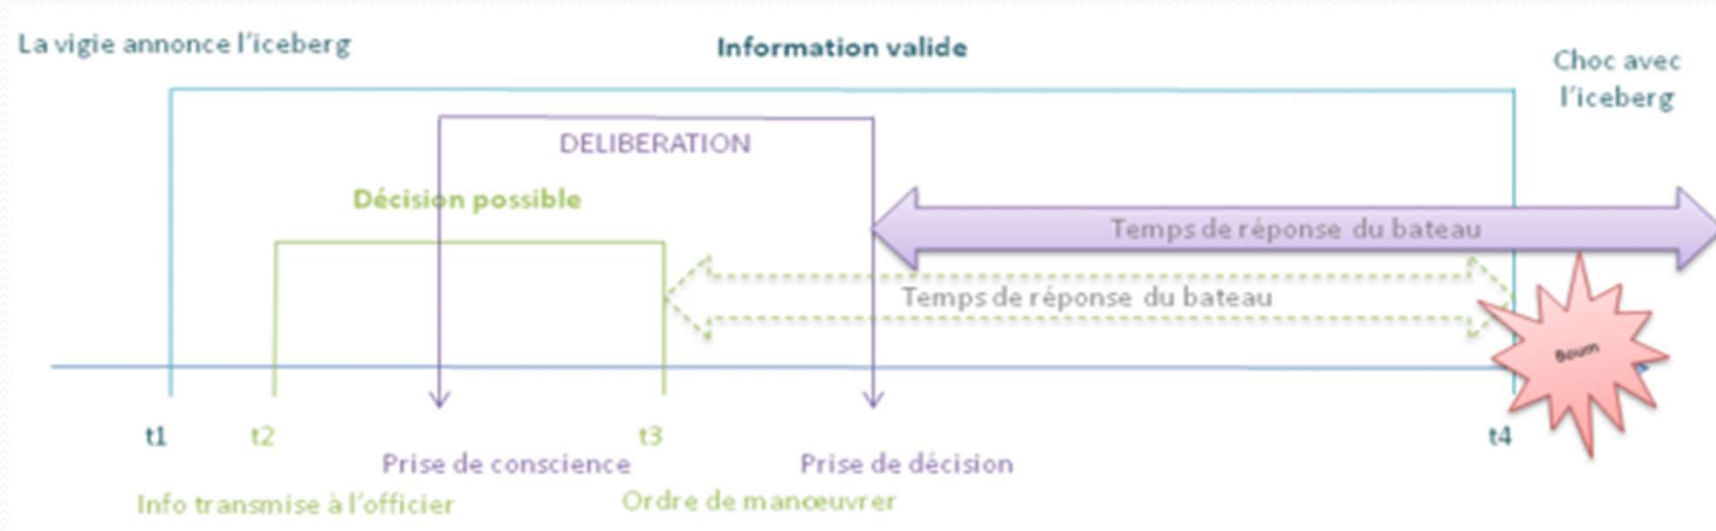 La vigie annonce l'iceberg
Information valide
Choc avec
l'iceberg
DELIBERATION
Décision possible
Temps de réponse du bateau
Temps de réponse du bateau
Boum
t1
t2
t3
t4
Prise de conscience
Prise de décision
Info transmise à l'officier
Ordre de manœuvrer